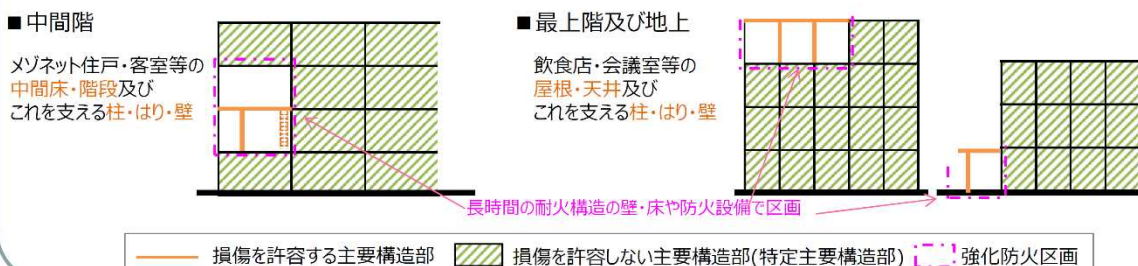 ■中間階
メゾネット住戸・客室等の
中間床・階段及び
これを支える柱・はり・壁
■最上階及び地上
飲食店・会議室等の
屋根・天井及び
これを支える柱・はり・壁
長時間の耐火構造の壁・床や防火設備で区画
損傷を許容する主要構造部 損傷を許容しない主要構造部(特定主要構造部) 強化防火区画